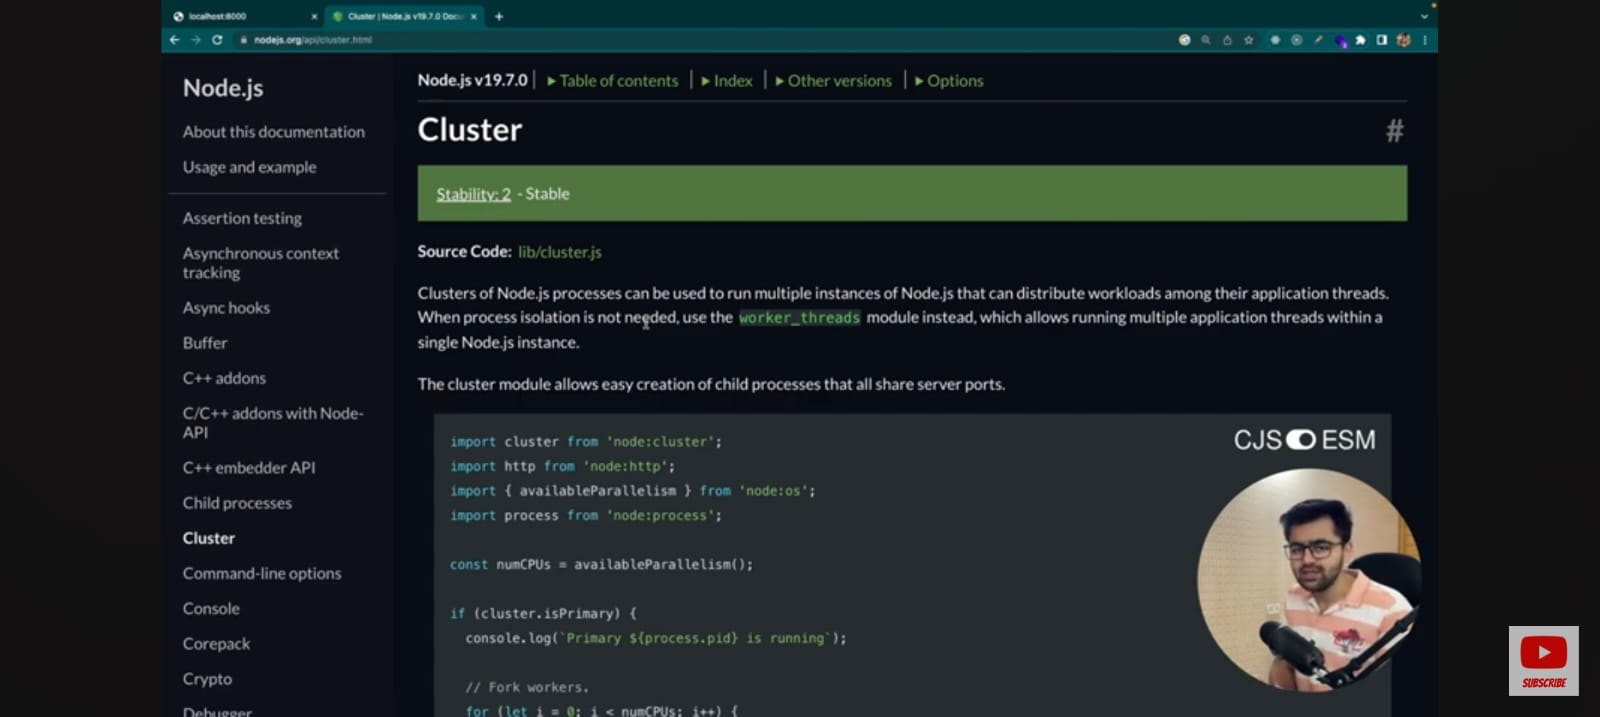 localhost:8000
Cluster | Node.js v19.7.0 Docu
nodejs.org/api/cluster.html
Node.js
About this documentation
Usage and example
Assertion testing
Asynchronous context
tracking
Async hooks
Buffer
C++ addons
C/C++ addons with Node-
API
C++ embedder API
Child processes
Cluster
Command-line options
Console
Corepack
Crypto
Debugger
Node.js v19.7.0
Table of contents
Index
Other versions
Options
Cluster
#
Stability: 2 - Stable
Source Code: lib/cluster.js
Clusters of Node.js processes can be used to run multiple instances of Node.js that can distribute workloads among their application threads.
When process isolation is not needed, use the worker_threads module instead, which allows running multiple application threads within a
single Node.js instance.
The cluster module allows easy creation of child processes that all share server ports.
CJS ESM
import cluster from 'node:cluster';
import http from 'node:http';
import { availableParallelism } from 'node:os';
import process from 'node:process';
const numCPUs = availableParallelism();
if (cluster.isPrimary) {
console.log(`Primary ${process.pid} is running`);
// Fork workers.
for (let i = 0; i < numCPUs; i++) {
SUBSCRIBE